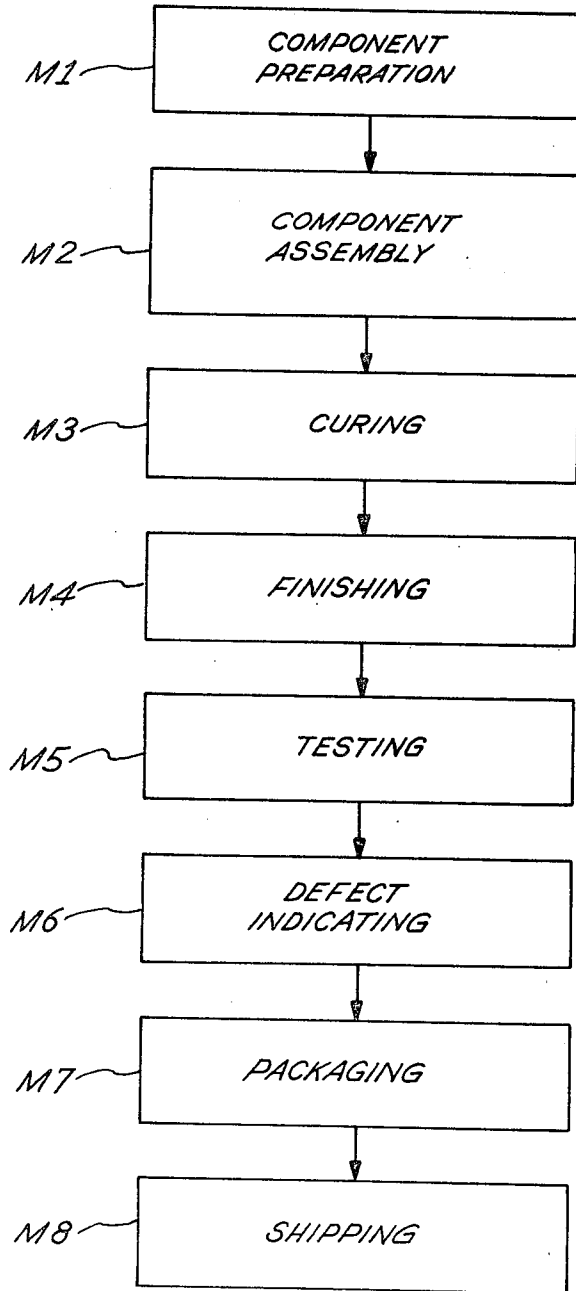 M1
COMPONENT
PREPARATION
M2
COMPONENT
ASSEMBLY
M3
CURING
M4
FINISHING
M5
TESTING
M6
DEFECT
INDICATING
M7
PACKAGING
M8
SHIPPING